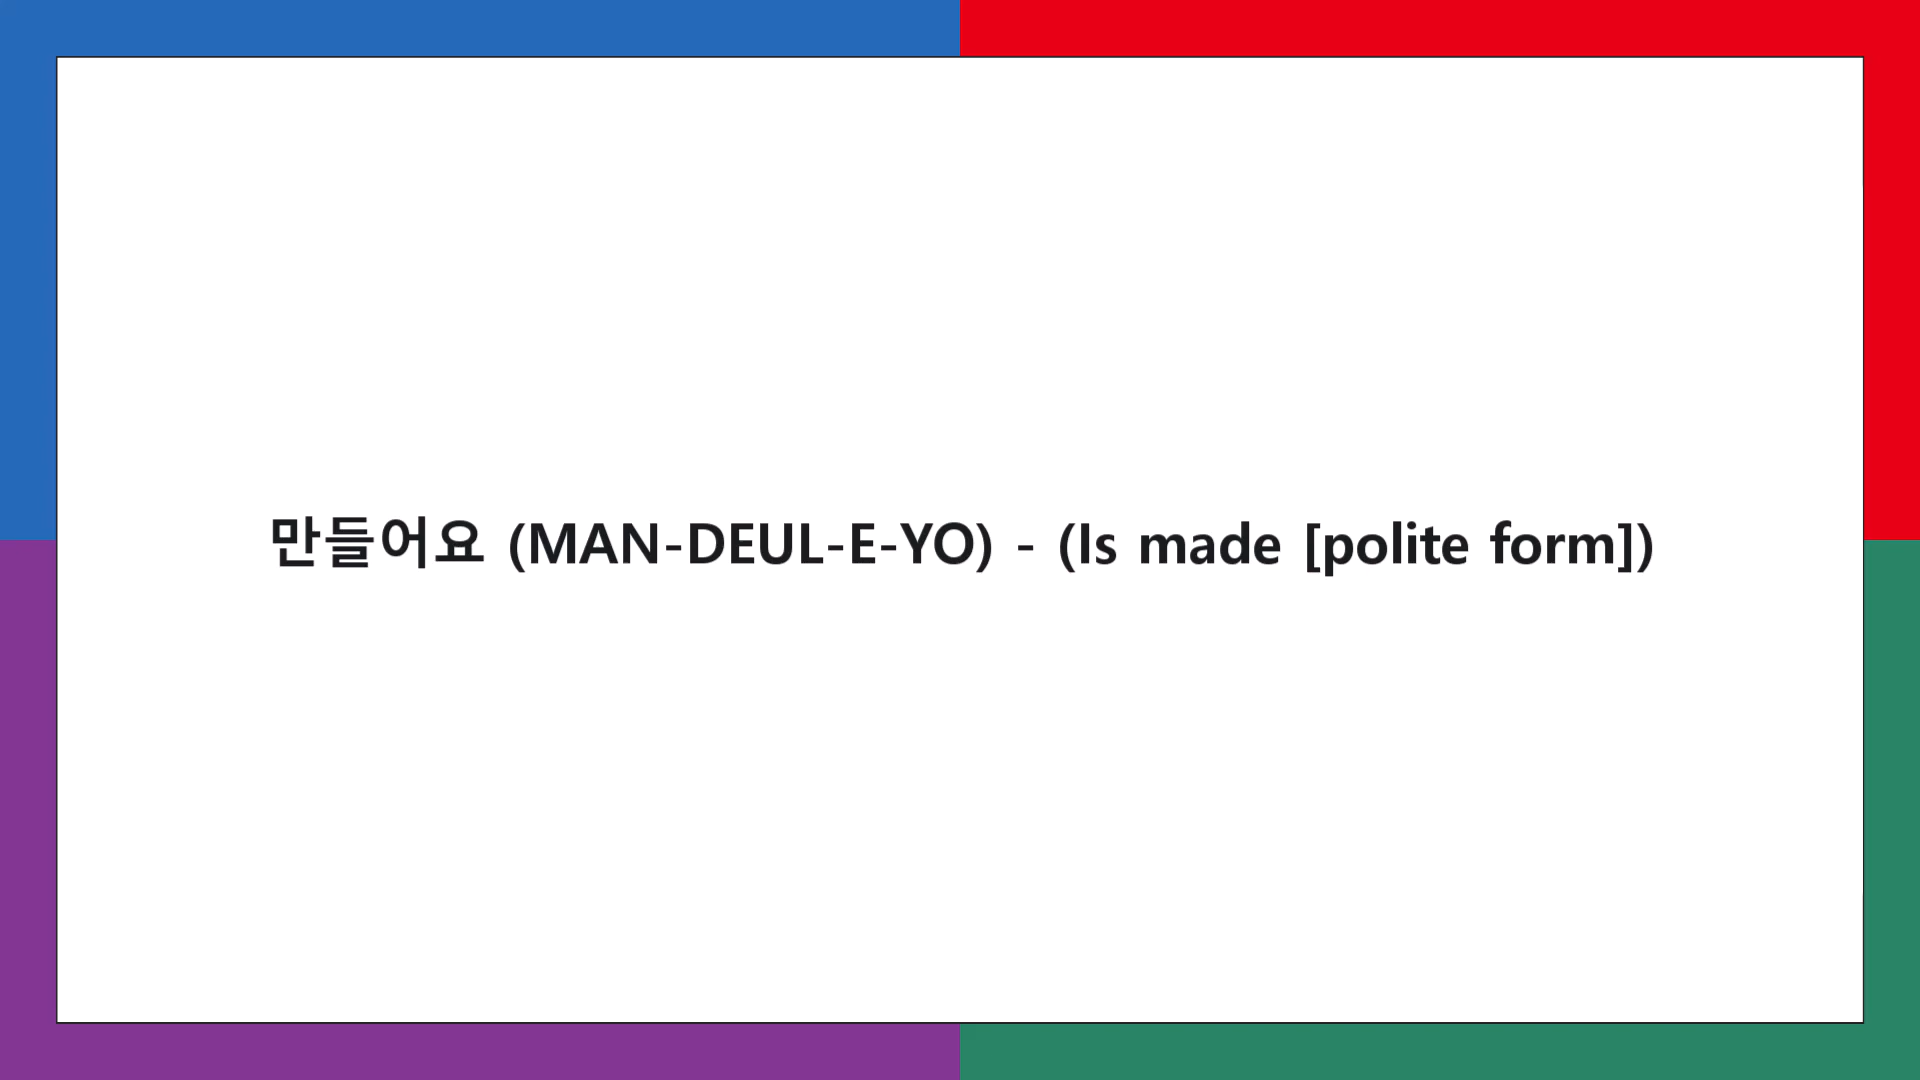 만들어요 (MAN-DEUL-E-YO) - (Is made [polite form])